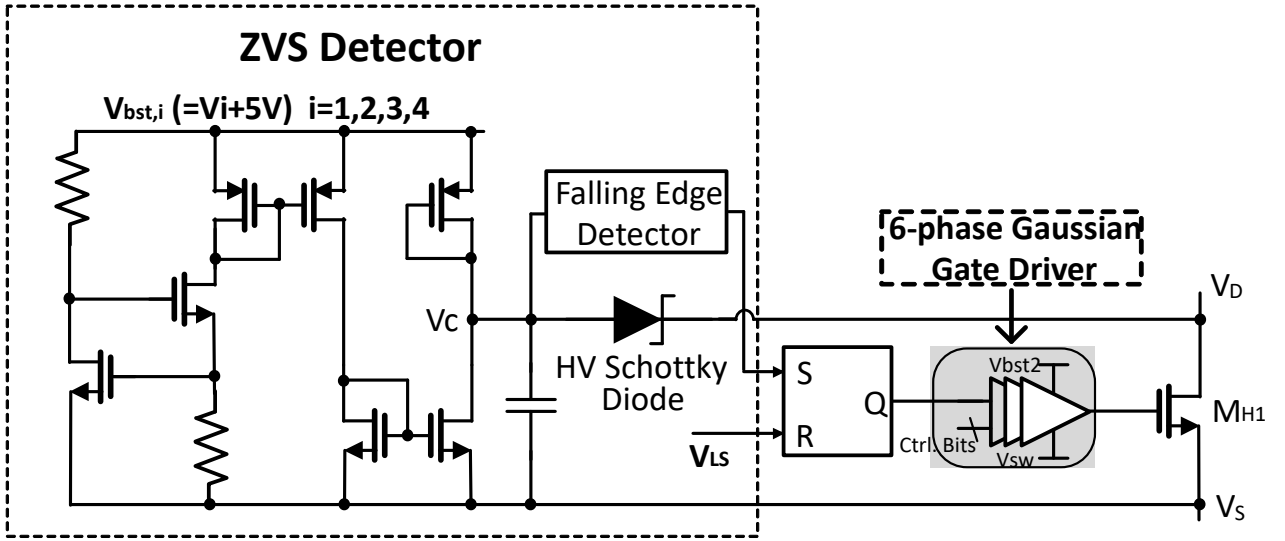 ZVS Detector
Vbst,i (=Vi+5V) i=1,2,3,4
Falling Edge
Detector
6-phase Gaussian
Gate Driver
VD
VC
HV Schottky
Diode
S
R
Q
VLS
Vbst2
Ctrl. Bits
Vsw
MH1
VS